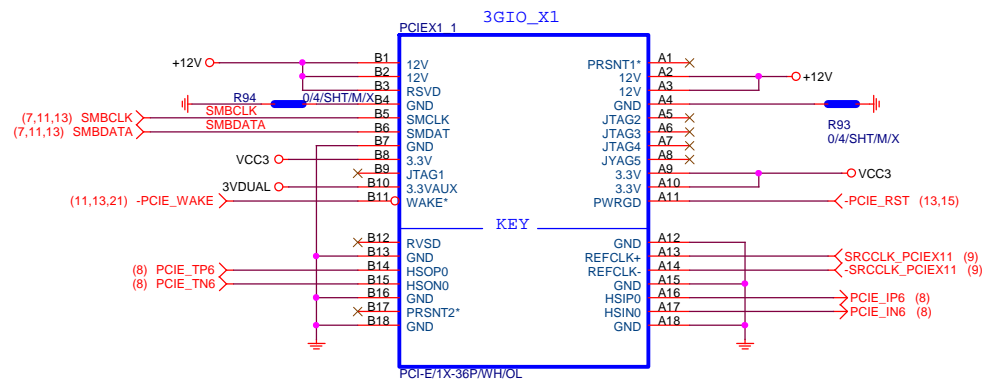 3GIO_X1
PCIEX1_1
+12V B1 12V PRSNT1* A1
B2 12V 12V A2 +12V
B3 RSVD 12V A3
R94 0/4/SHT/M/X B4 GND GND A4
(7,11,13) SMBCLK SMBCLK B5 SMCLK JTAG2 A5 R93
(7,11,13) SMBDATA SMBDATA B6 SMDAT JTAG3 A6 0/4/SHT/M/X
B7 GND JTAG4 A7
VCC3 B8 3.3V JYAG5 A8
B9 JTAG1 3.3V A9 VCC3
3VDUAL B10 3.3VAUX 3.3V A10
(11,13,21) -PCIE_WAKE B11 WAKE* PWRGD A11 -PCIE_RST (13,15)
KEY
B12 RVSD GND A12
B13 GND REFCLK+ A13 SRCCLK_PCIEX11 (9)
(8) PCIE_TP6 B14 HSOP0 REFCLK- A14 -SRCCLK_PCIEX11 (9)
(8) PCIE_TN6 B15 HSON0 GND A15
B16 GND HSIP0 A16 PCIE_IP6 (8)
B17 PRSNT2* HSIN0 A17 PCIE_IN6 (8)
B18 GND GND A18
PCI-E/1X-36P/WH/OL